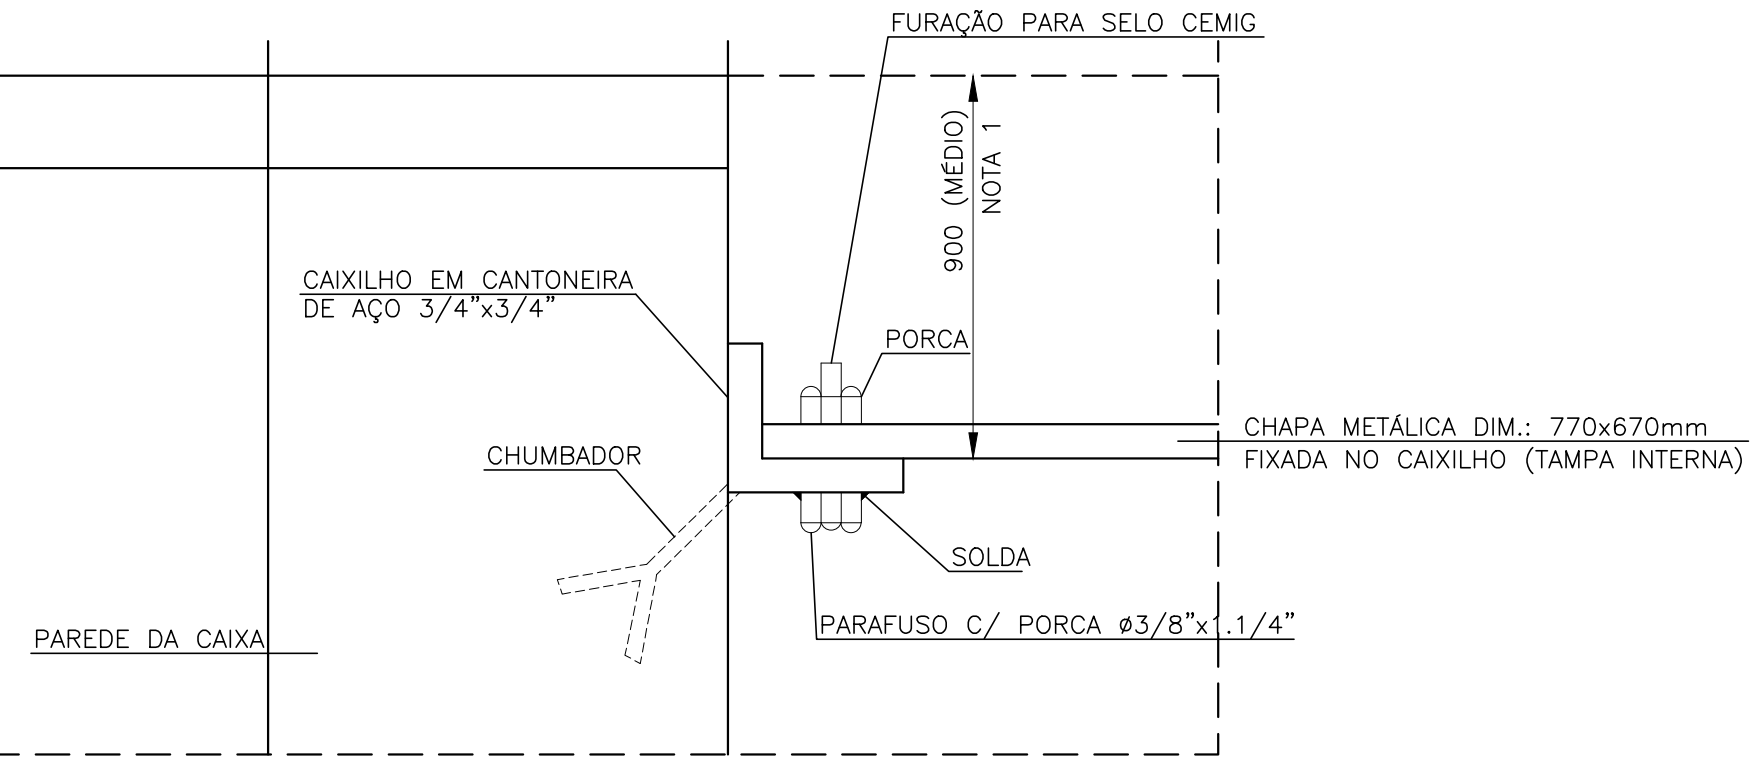 FURAÇÃO PARA SELO CEMIG
900 (MÉDIO)
NOTA 1
CAIXILHO EM CANTONEIRA
DE AÇO 3/4"x3/4"
PORCA
CHAPA METÁLICA DIM.: 770x670mm
FIXADA NO CAIXILHO (TAMPA INTERNA)
CHUMBADOR
SOLDA
PARAFUSO C/ PORCA ø3/8"x1.1/4"
PAREDE DA CAIXA